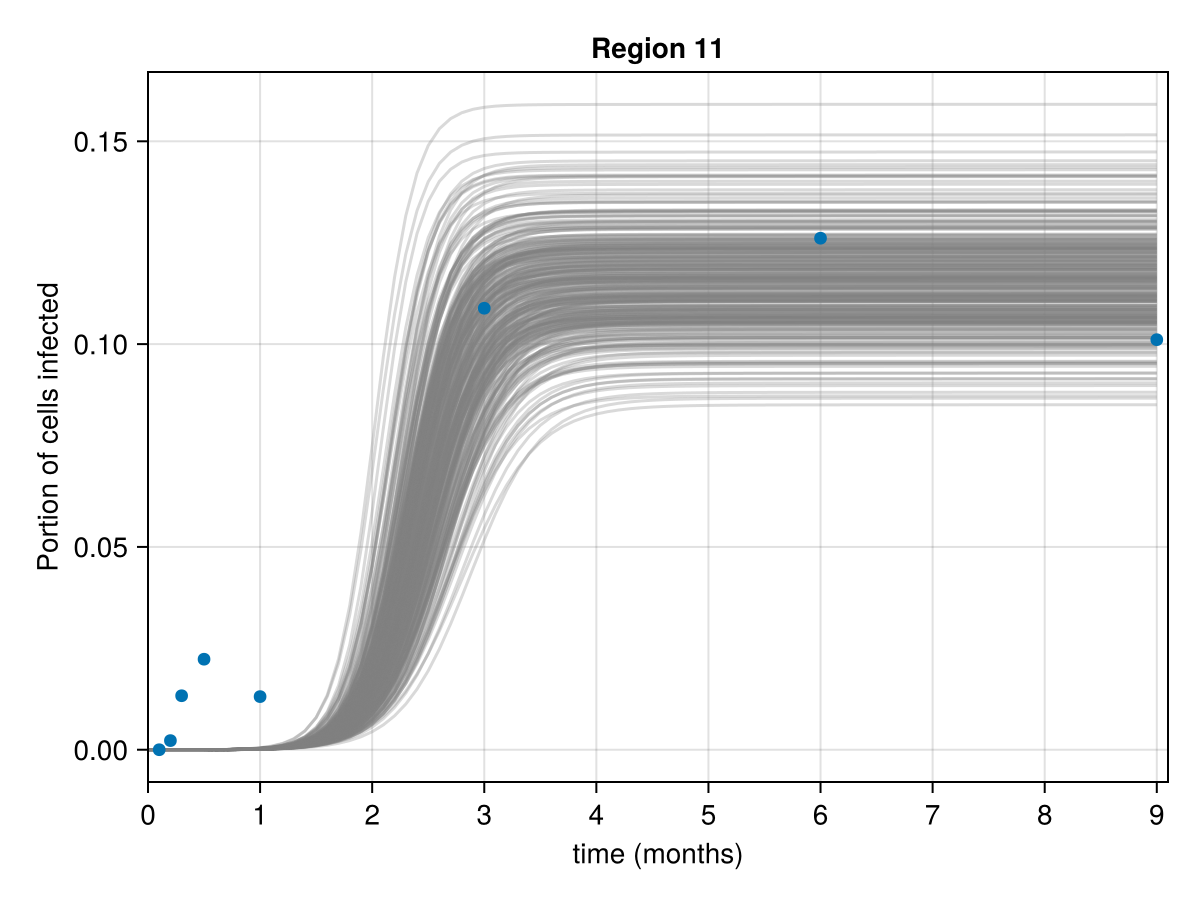 Region 11
Portion of cells infected
0.15
0.10
0.05
0.00
0 1 2 3 4 5 6 7 8 9
time (months)